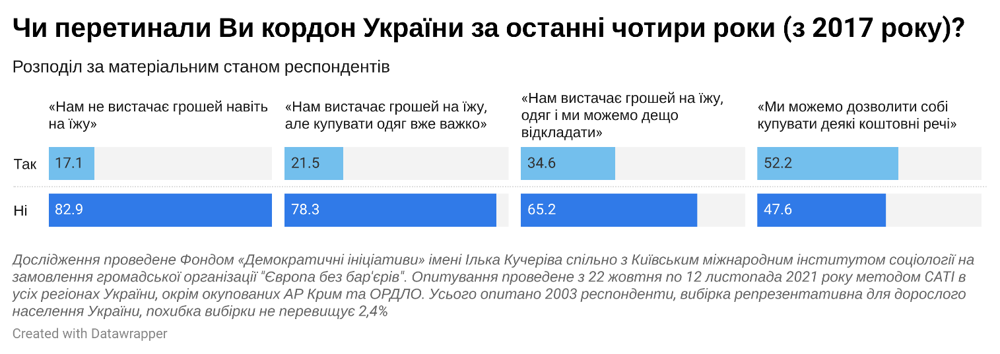 Чи перетинали Ви кордон України за останні чотири роки (з 2017 року)?
Розподіл за матеріальним станом респондентів
«Нам не вистачає грошей навіть
на їжу»
«Нам вистачає грошей на їжу,
але купувати одяг вже важко»
«Нам вистачає грошей на їжу,
одяг і ми можемо дещо
відкладати»
«Ми можемо дозволити собі
купувати деякі коштовні речі»
Так 17.1 21.5 34.6 52.2
Ні 82.9 78.3 65.2 47.6
Дослідження проведене Фондом «Демократичні ініціативи» імені Ілька Кучеріва спільно з Київським міжнародним інститутом соціології на
замовлення громадської організації "Європа без бар'єрів". Опитування проведене з 22 жовтня по 12 листопада 2021 року методом CATI в
усіх регіонах України, окрім окупованих АР Крим та ОРДЛО. Усього опитано 2003 респонденти, вибірка репрезентативна для дорослого
населення України, похибка вибірки не перевищує 2,4%
Created with Datawrapper